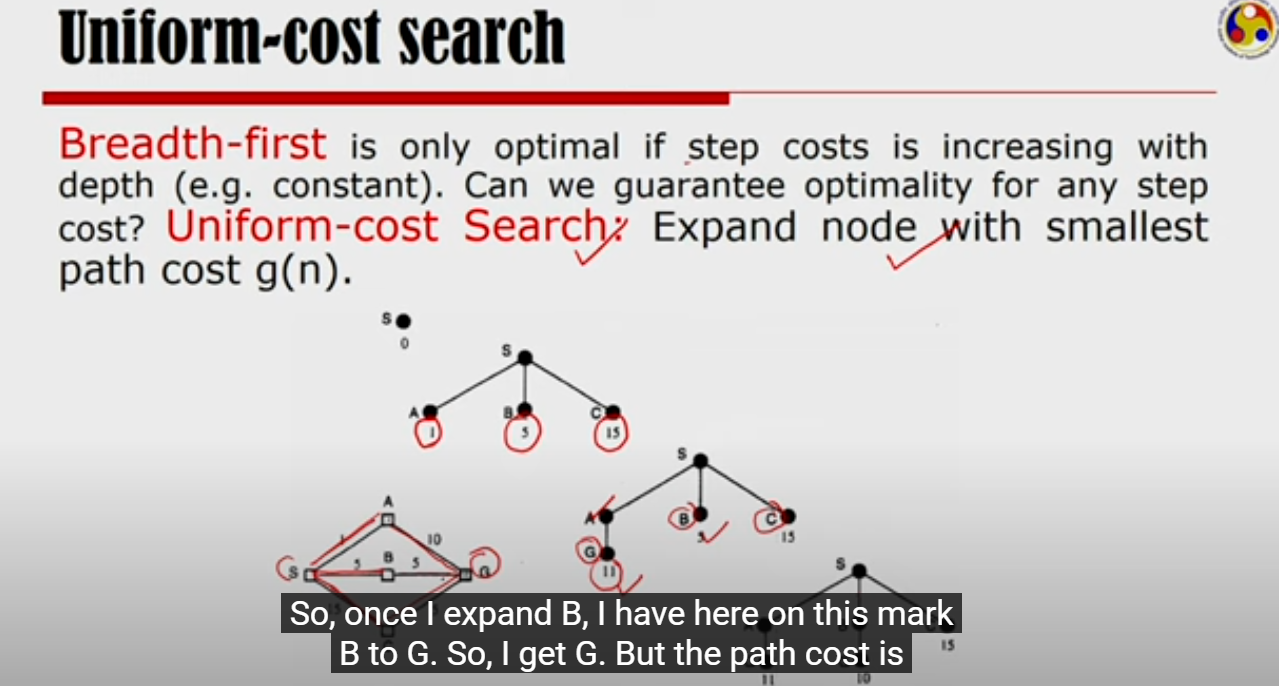 Uniform-cost search
Breadth-first is only optimal if step costs is increasing with
depth (e.g. constant). Can we guarantee optimality for any step
cost? Uniform-cost Search: Expand node with smallest
path cost g(n).
S
0
S
A B C
1 5 15
S
A B C
5 15
G
11
A
1 10
S 5 B 5 G
S
15
11 10
So, once I expand B, I have here on this mark
B to G. So, I get G. But the path cost is